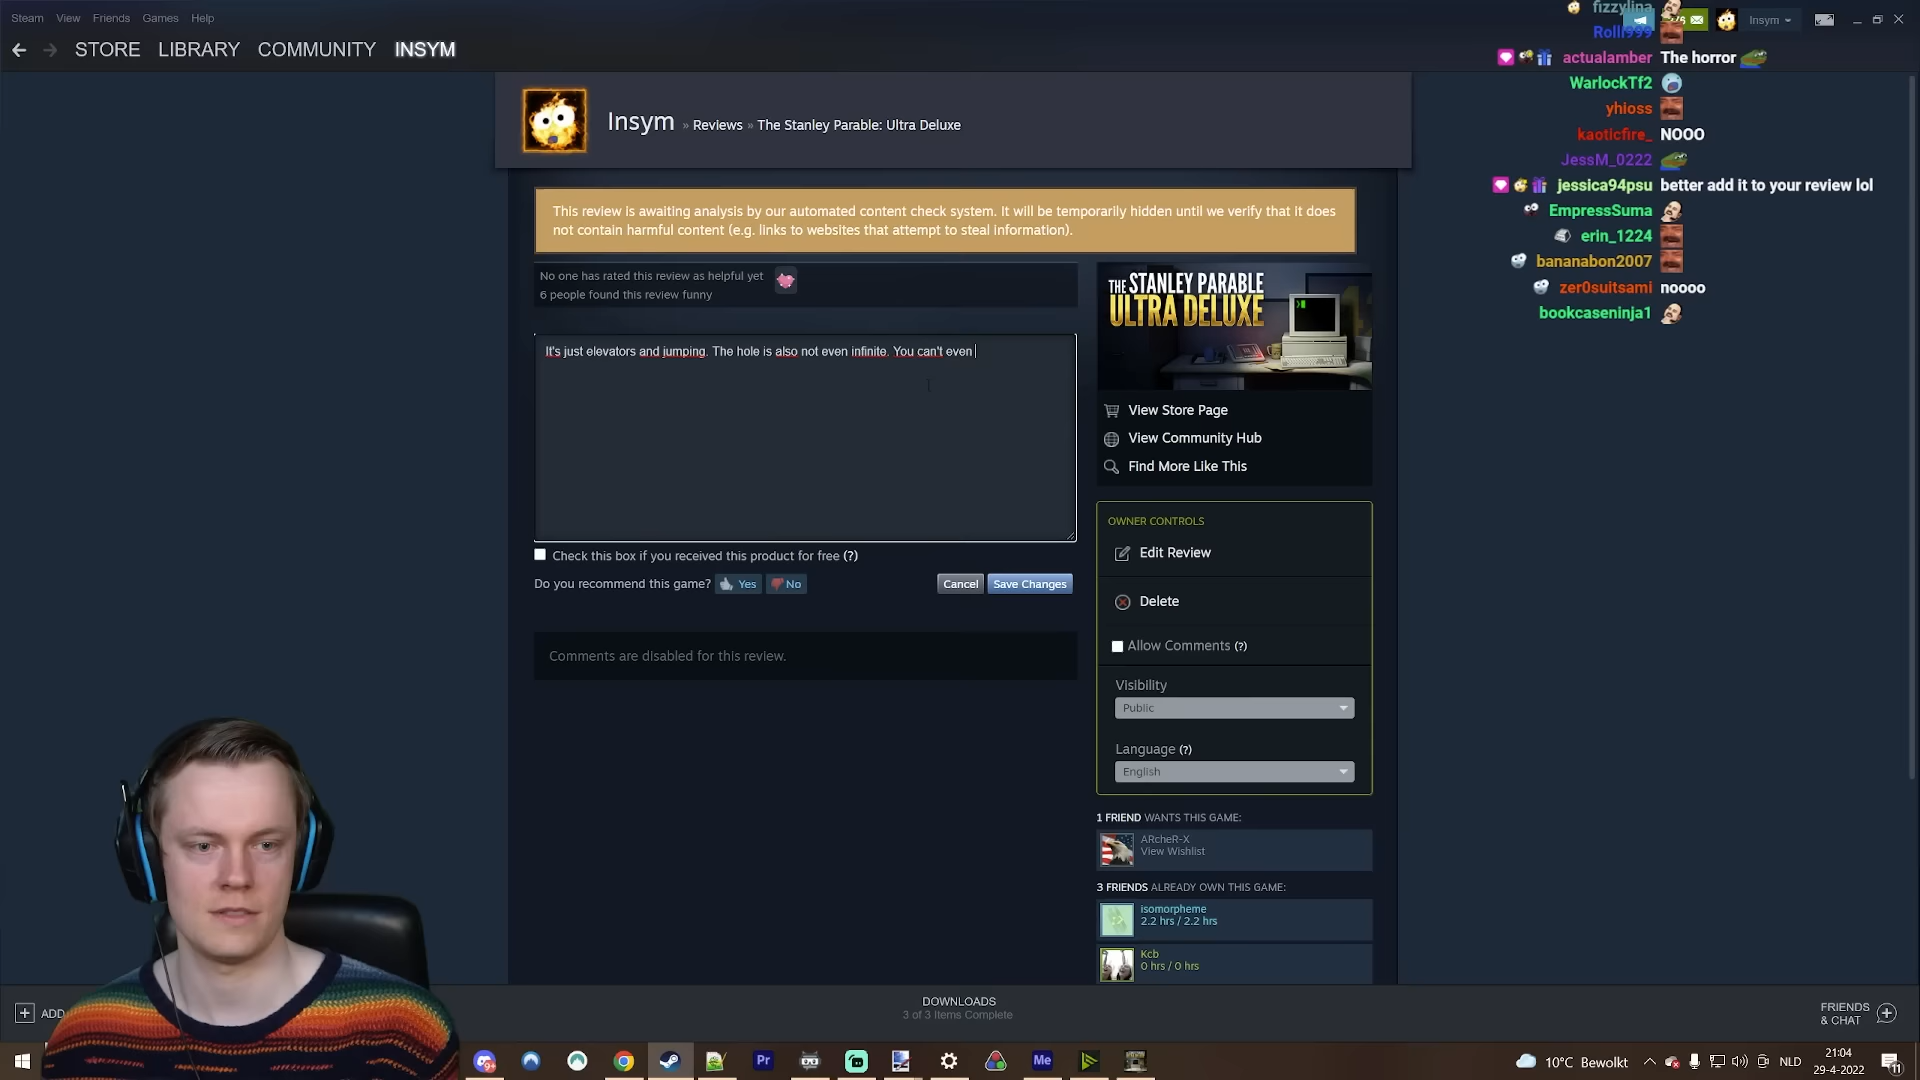 Steam View Friends Games Help
Insym
STORE LIBRARY COMMUNITY INSYM
Insym » Reviews » The Stanley Parable: Ultra Deluxe
This review is awaiting analysis by our automated content check system. It will be temporarily hidden until we verify that it does
not contain harmful content (e.g. links to websites that attempt to steal information).
No one has rated this review as helpful yet
6 people found this review funny
It's just elevators and jumping. The hole is also not even infinite. You can't even
Check this box if you received this product for free (?)
Do you recommend this game? Yes No
Cancel Save Changes
Comments are disabled for this review.
THE STANLEY PARABLE
ULTRA DELUXE
View Store Page
View Community Hub
Find More Like This
OWNER CONTROLS
Edit Review
Delete
Allow Comments (?)
Visibility
Public
Language (?)
English
1 FRIEND WANTS THIS GAME:
ARcheR-X
View Wishlist
3 FRIENDS ALREADY OWN THIS GAME:
isomorpheme
2.2 hrs / 2.2 hrs
Kcb
0 hrs / 0 hrs
fizzylina
Rolli999
actualamber The horror
WarlockTf2
yhioss
kaoticfire_ NOOO
JessM_0222
jessica94psu better add it to your review lol
EmpressSuma
erin_1224
bananabon2007
zer0suitsami noooo
bookcaseninja1
ADD
DOWNLOADS
3 of 3 Items Complete
FRIENDS
& CHAT
Pr
Me
10°C Bewolkt
NLD
21:04
29-4-2022
11